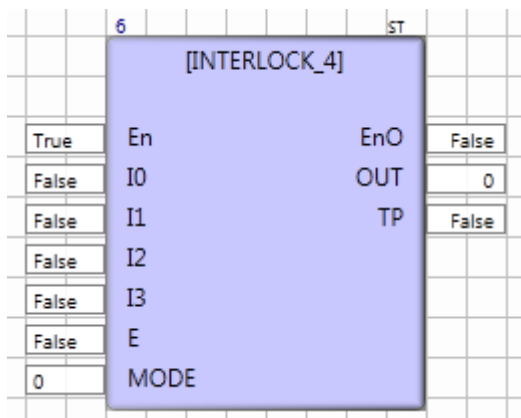 6 ST
[INTERLOCK_4]
True En EnO False
False I0 OUT 0
False I1 TP False
False I2
False I3
False E
0 MODE